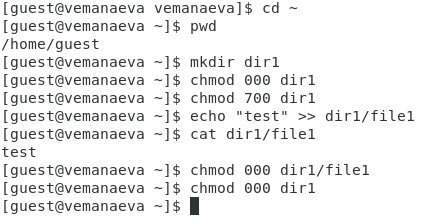 [guest@vemanaeva vemanaeva]$ cd ~
[guest@vemanaeva ~]$ pwd
/home/guest
[guest@vemanaeva ~]$ mkdir dir1
[guest@vemanaeva ~]$ chmod 000 dir1
[guest@vemanaeva ~]$ chmod 700 dir1
[guest@vemanaeva ~]$ echo "test" >> dir1/file1
[guest@vemanaeva ~]$ cat dir1/file1
test
[guest@vemanaeva ~]$ chmod 000 dir1/file1
[guest@vemanaeva ~]$ chmod 000 dir1
[guest@vemanaeva ~]$